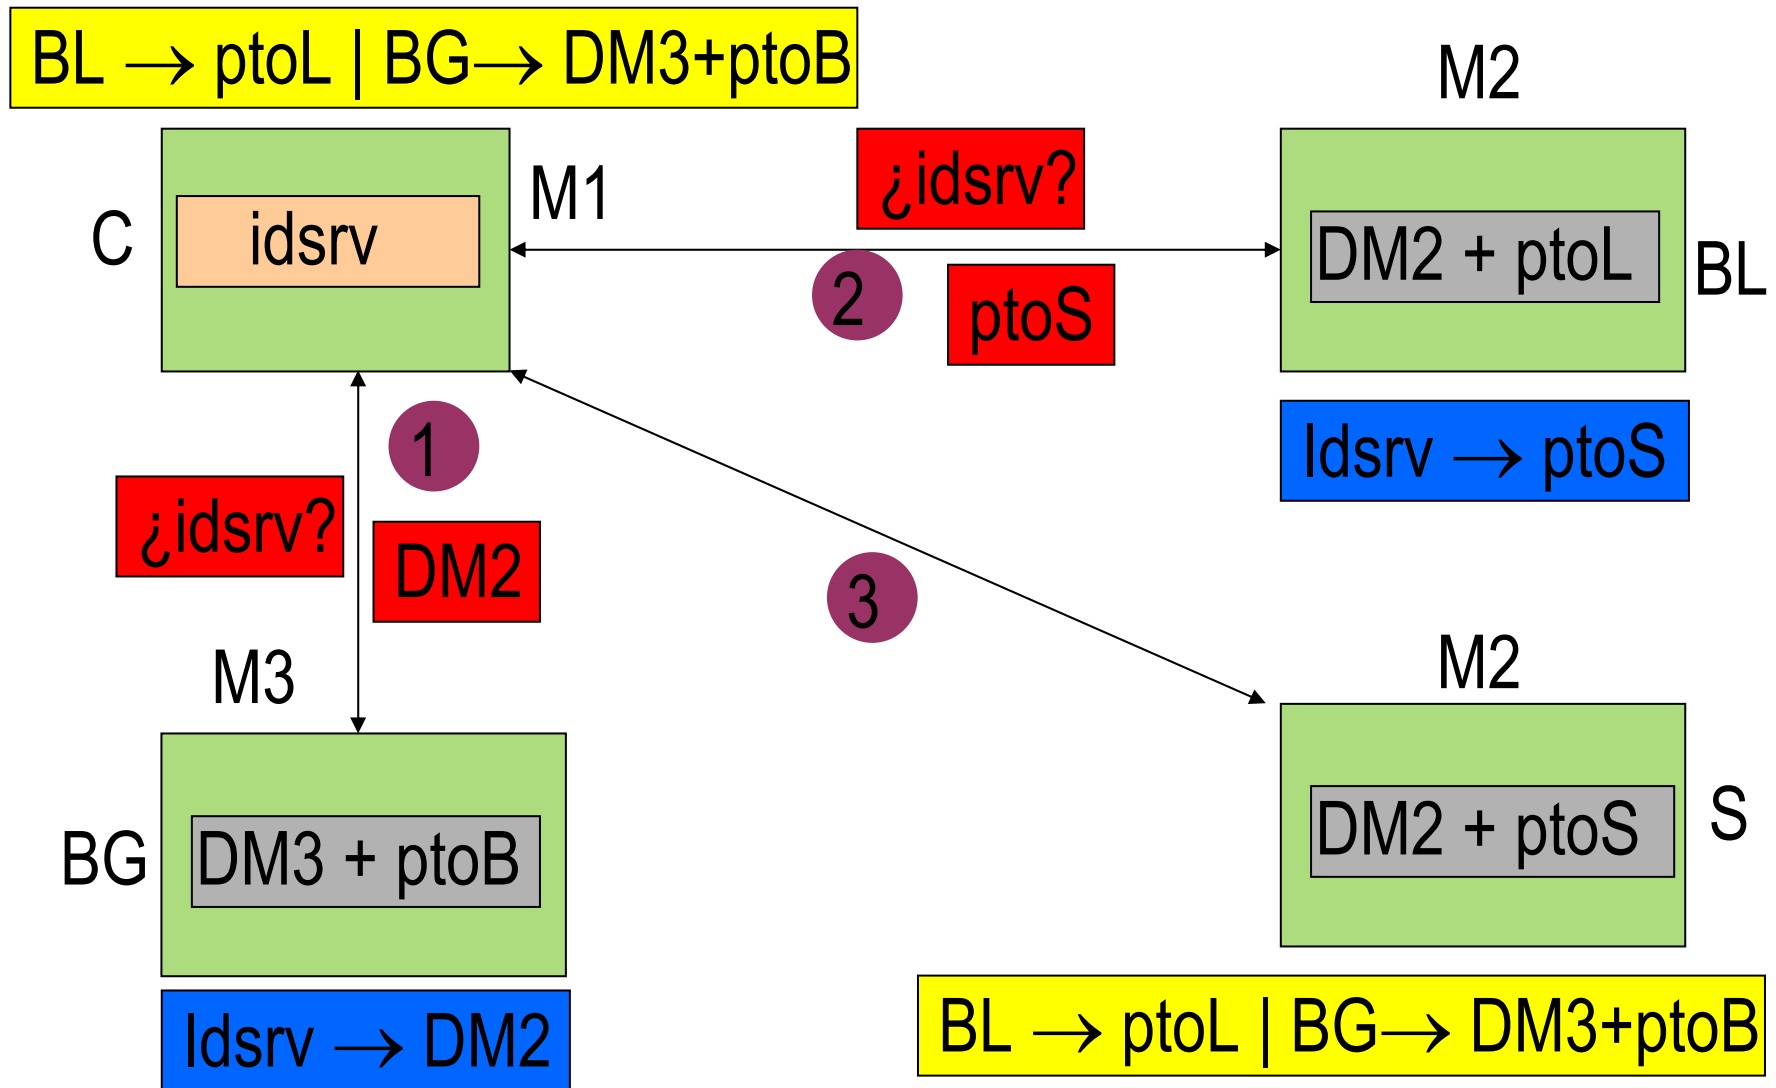 BL → ptoL | BG→ DM3+ptoB
M2
C
idsrv
M1
¿idsrv?
DM2 + ptoL
BL
2
ptoS
1
Idsrv → ptoS
¿idsrv?
DM2
3
M3
M2
BG
DM3 + ptoB
DM2 + ptoS
S
Idsrv → DM2
BL → ptoL | BG→ DM3+ptoB